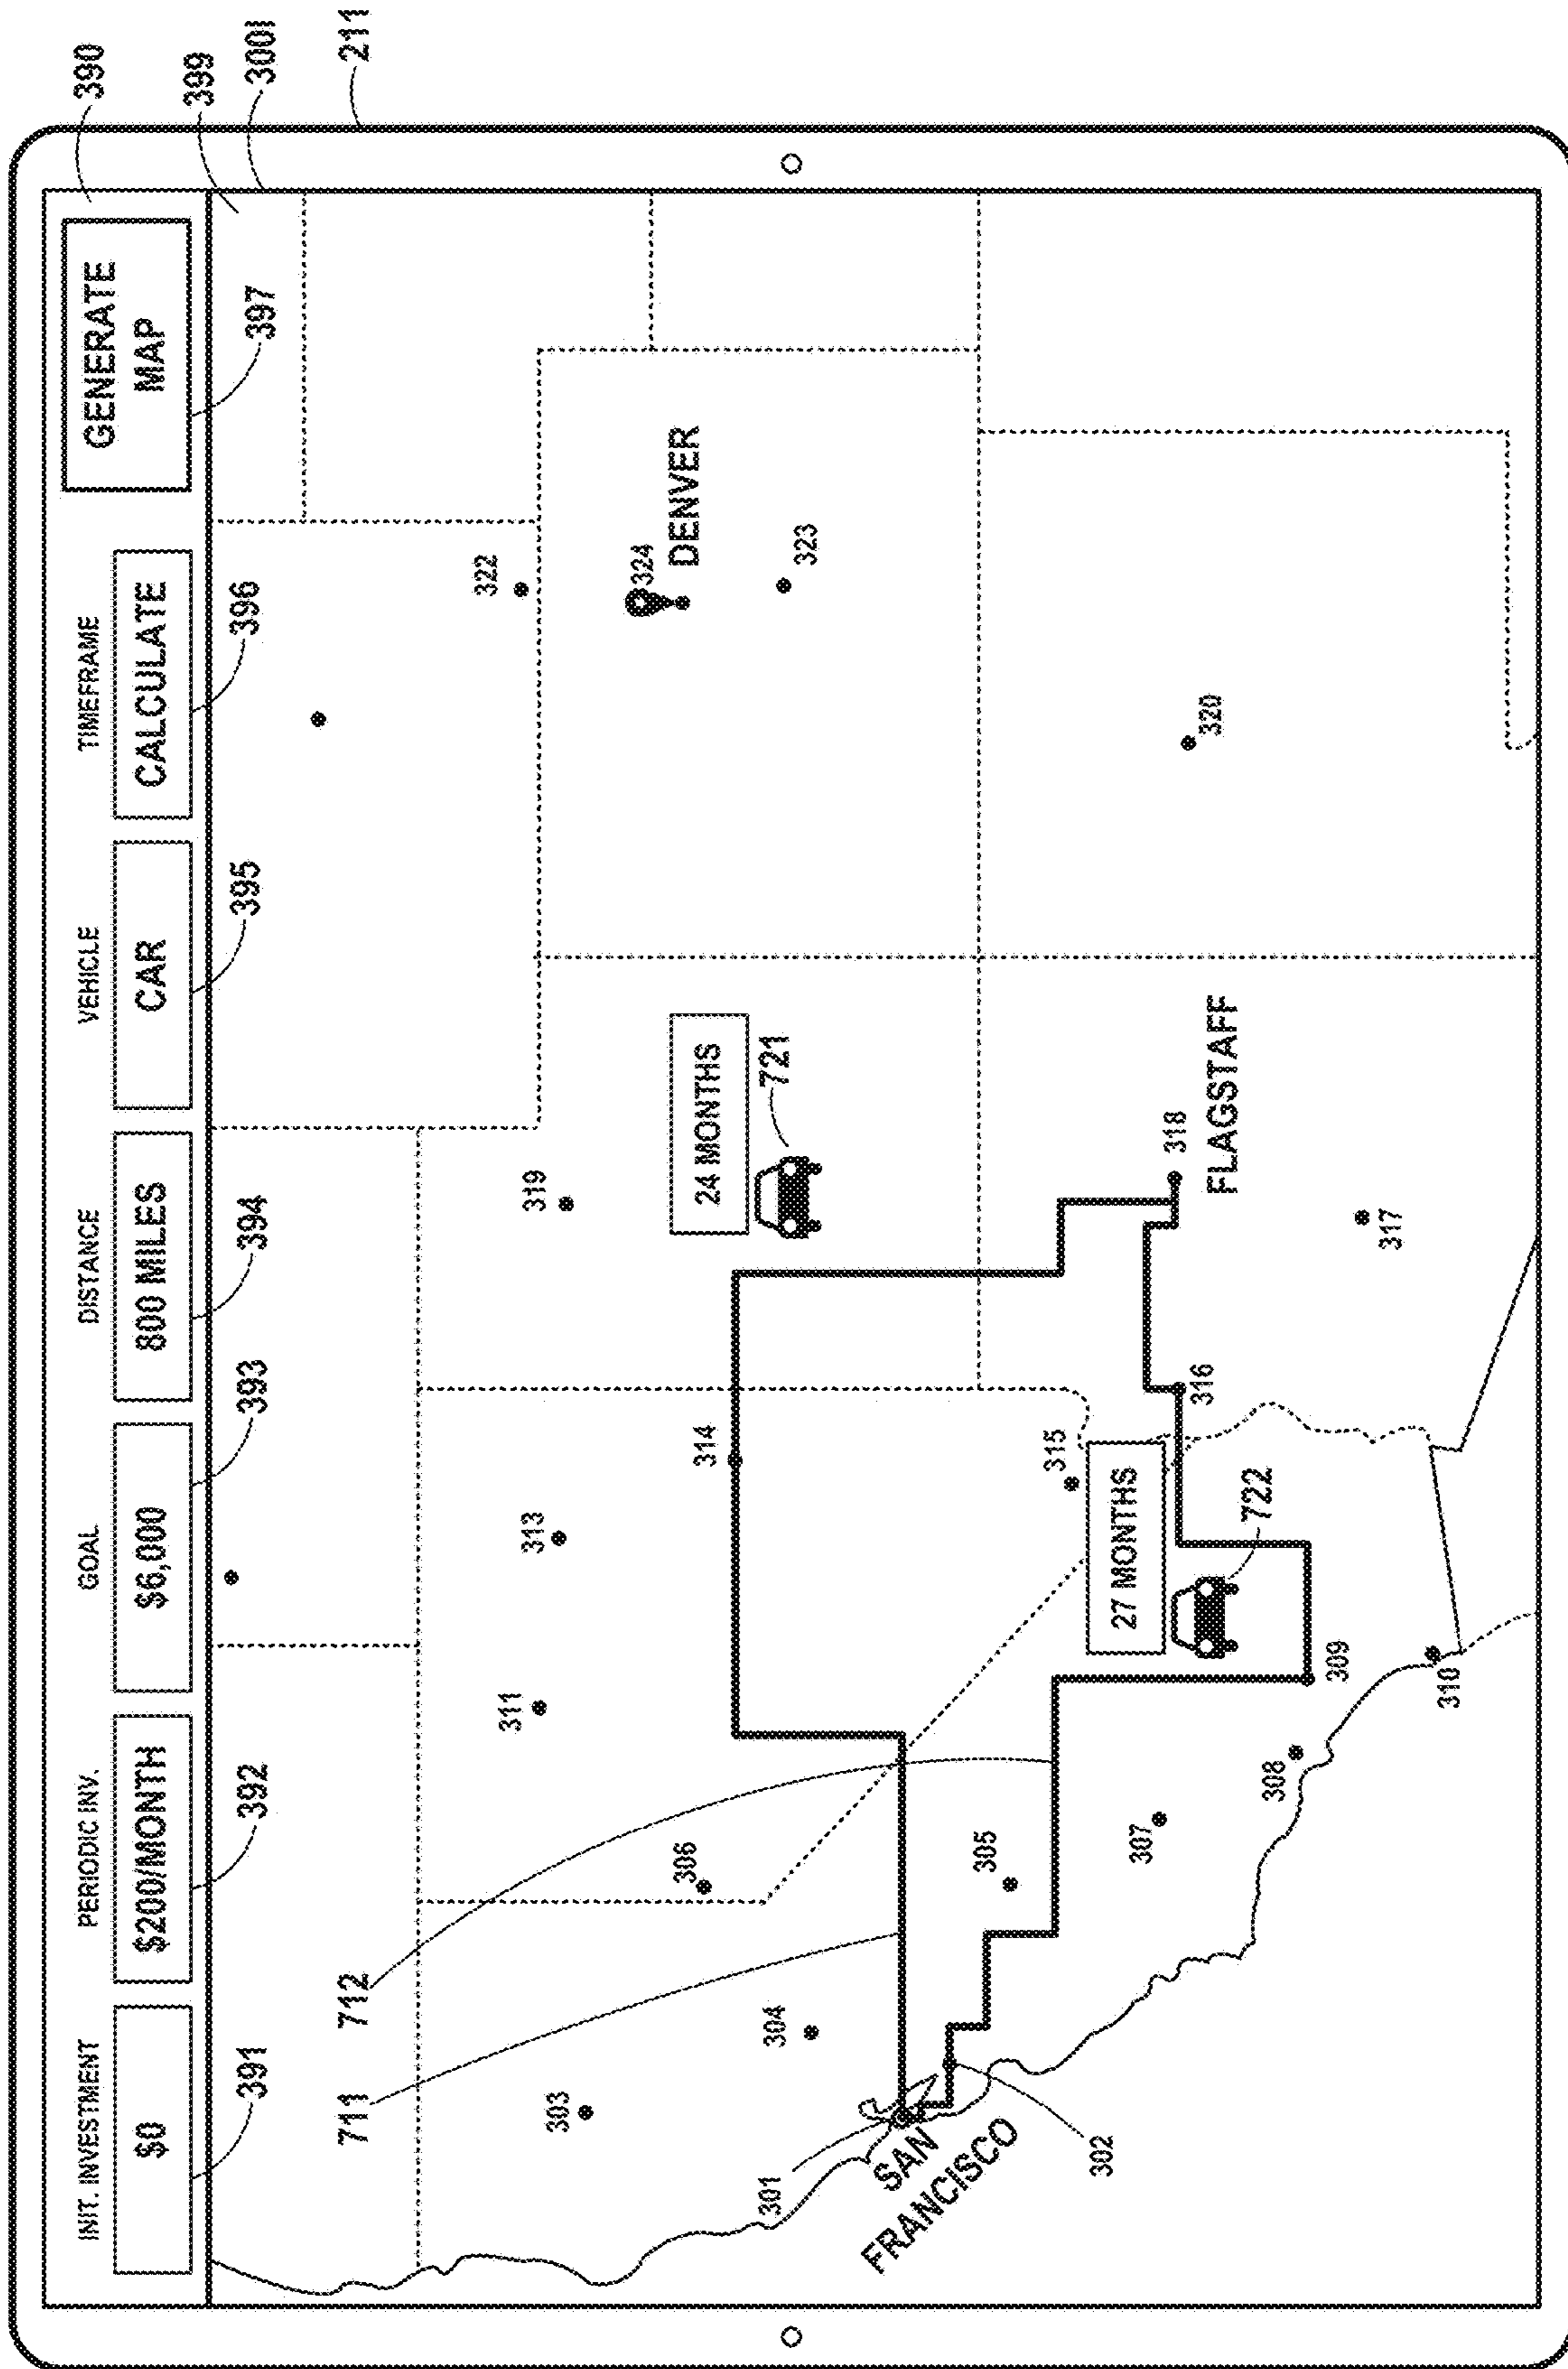 390
399
300I
211
INIT. INVESTMENT
$0
391
PERIODIC INV.
$200/MONTH
392
GOAL
$6,000
393
DISTANCE
800 MILES
394
VEHICLE
CAR
395
TIMEFRAME
CALCULATE
396
GENERATE
MAP
397
711
712
303
304
306
311
313
314
319
322
324
DENVER
323
24 MONTHS
721
301
SAN
FRANCISCO
302
305
307
308
309
310
315
27 MONTHS
722
316
318
FLAGSTAFF
317
320